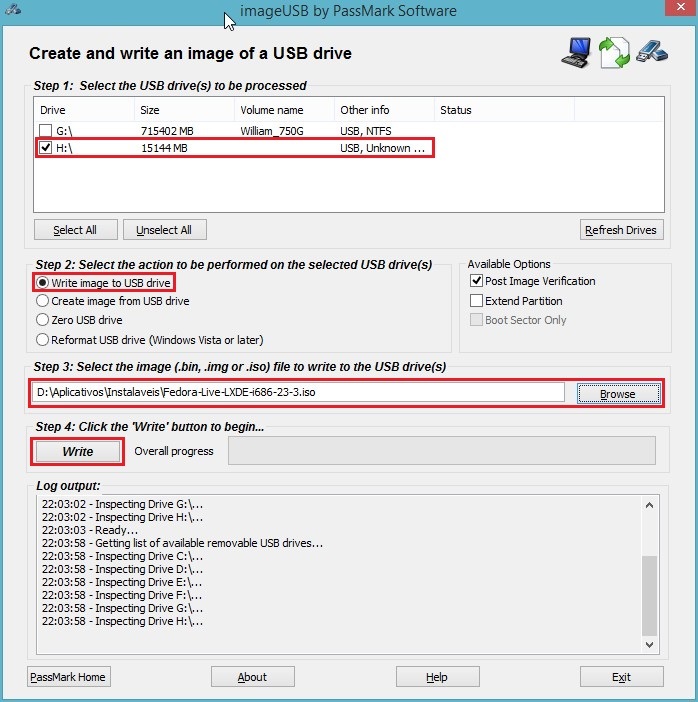 imageUSB by PassMark Software
Create and write an image of a USB drive
Step 1: Select the USB drive(s) to be processed
Drive Size Volume name Other info Status
G:\ 715402 MB William_750G USB, NTFS
H:\ 15144 MB USB, Unknown ...
Select All Unselect All Refresh Drives
Step 2: Select the action to be performed on the selected USB drive(s)
Write image to USB drive
Create image from USB drive
Zero USB drive
Reformat USB drive (Windows Vista or later)
Available Options
Post Image Verification
Extend Partition
Boot Sector Only
Step 3: Select the image (.bin, .img or .iso) file to write to the USB drive(s)
D:\Aplicativos\Instalaveis\Fedora-Live-LXDE-i686-23-3.iso Browse
Step 4: Click the 'Write' button to begin...
Write Overall progress
Log output:
22:03:02 - Inspecting Drive G:\...
22:03:02 - Inspecting Drive H:\...
22:03:03 - Ready...
22:03:58 - Getting list of available removable USB drives...
22:03:58 - Inspecting Drive C:\...
22:03:58 - Inspecting Drive D:\...
22:03:58 - Inspecting Drive E:\...
22:03:58 - Inspecting Drive F:\...
22:03:58 - Inspecting Drive G:\...
22:03:58 - Inspecting Drive H:\...
PassMark Home About Help Exit